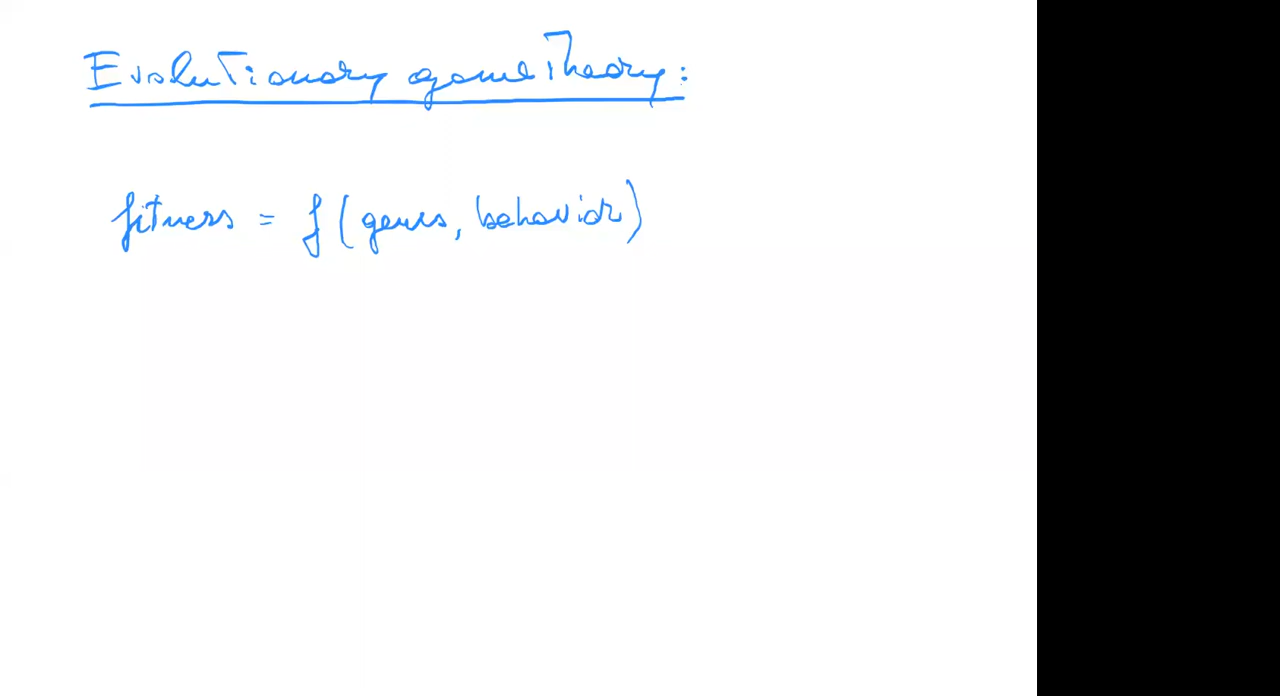 Evolutionary game Theory:
fitness = f(genes, behavior)